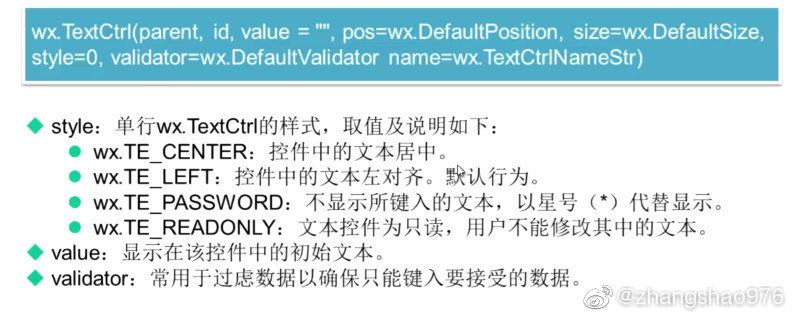 wx.TextCtrl(parent, id, value = "", pos=wx.DefaultPosition, size=wx.DefaultSize,
style=0, validator=wx.DefaultValidator name=wx.TextCtrlNameStr)
style：单行wx.TextCtrl的样式，取值及说明如下：
wx.TE_CENTER：控件中的文本居中。
wx.TE_LEFT：控件中的文本左对齐。默认行为。
wx.TE_PASSWORD：不显示所键入的文本，以星号（*）代替显示。
wx.TE_READONLY：文本控件为只读，用户不能修改其中的文本。
value：显示在该控件中的初始文本。
validator：常用于过虑数据以确保只能键入要接受的数据。
@zhangshao976